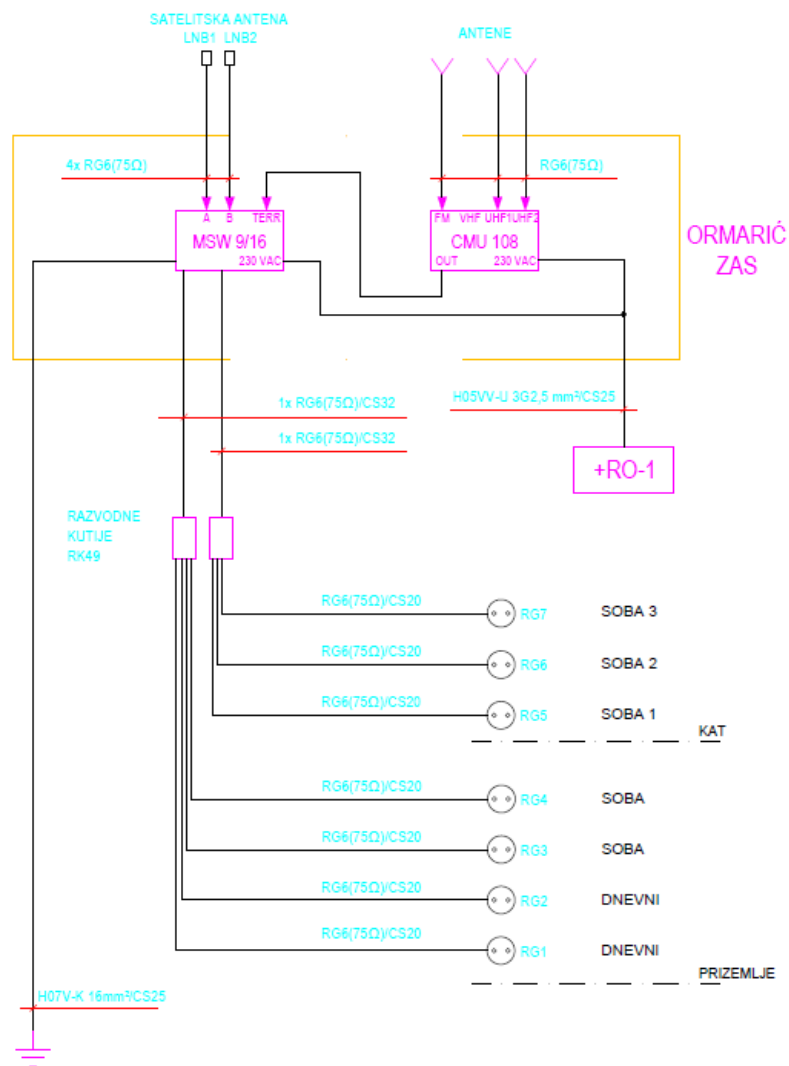 SATELITSKA ANTENA
LNB1 LNB2
ANTENE
4x RG6(75Ω)
RG6(75Ω)
A B TERR
MSW 9/16
230 VAC
FM VHF UHF1 UHF2
CMU 108
OUT 230 VAC
ORMARIĆ
ZAS
1x RG6(75Ω)/CS32
H05VV-U 3G2,5 mm²/CS25
1x RG6(75Ω)/CS32
+RO-1
RAZVODNE
KUTIJE
RK49
RG6(75Ω)/CS20 RG7 SOBA 3
RG6(75Ω)/CS20 RG6 SOBA 2
RG6(75Ω)/CS20 RG5 SOBA 1
KAT
RG6(75Ω)/CS20 RG4 SOBA
RG6(75Ω)/CS20 RG3 SOBA
RG6(75Ω)/CS20 RG2 DNEVNI
RG6(75Ω)/CS20 RG1 DNEVNI
PRIZEMLJE
H07V-K 16mm²/CS25